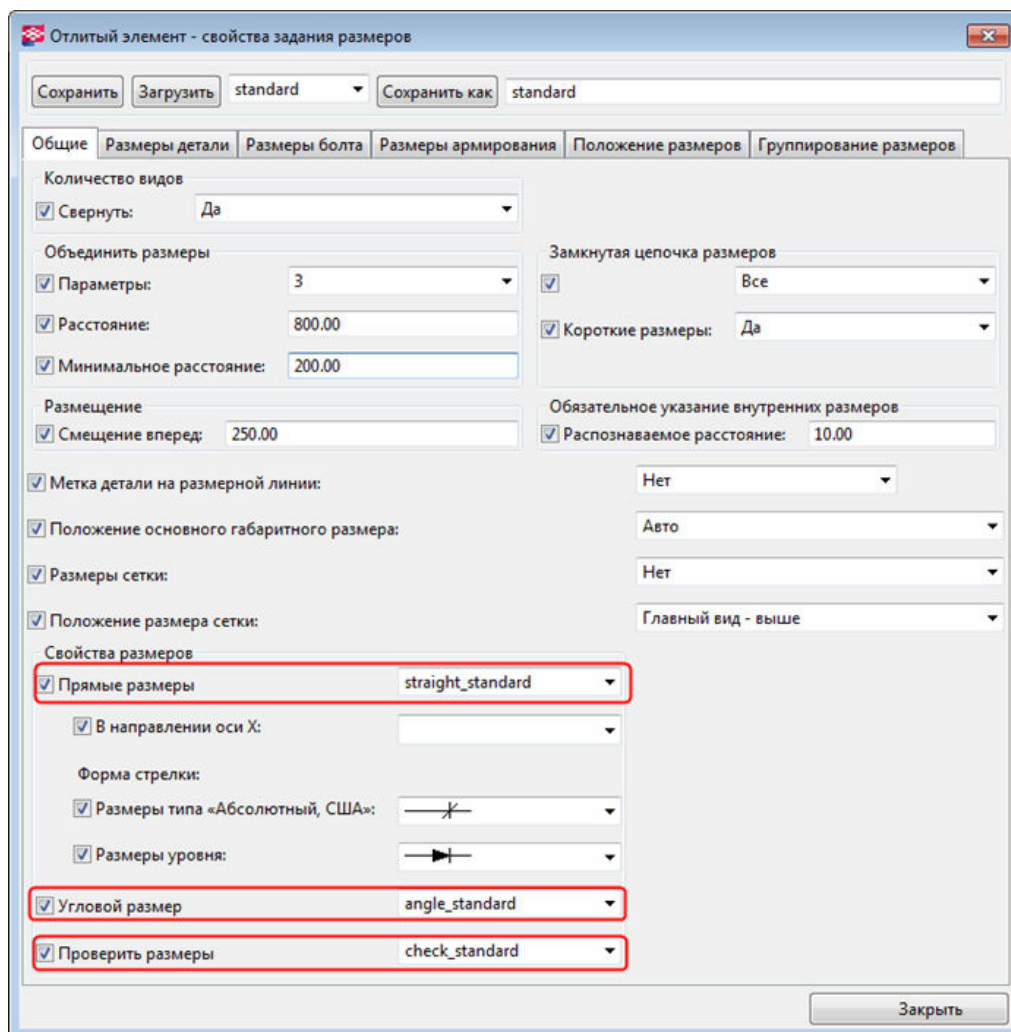 Отлитый элемент - свойства задания размеров
Сохранить Загрузить standard Сохранить как standard
Общие Размеры детали Размеры болта Размеры армирования Положение размеров Группирование размеров
Количество видов
Свернуть: Да
Объединить размеры Замкнутая цепочка размеров
Параметры: 3 Все
Расстояние: 800.00 Короткие размеры: Да
Минимальное расстояние: 200.00
Размещение Обязательное указание внутренних размеров
Смещение вперед: 250.00 Распознаваемое расстояние: 10.00
Метка детали на размерной линии: Нет
Положение основного габаритного размера: Авто
Размеры сетки: Нет
Положение размера сетки: Главный вид - выше
Свойства размеров
Прямые размеры straight_standard
В направлении оси X:
Форма стрелки:
Размеры типа «Абсолютный, США»:
Размеры уровня:
Угловой размер angle_standard
Проверить размеры check_standard
Закрыть